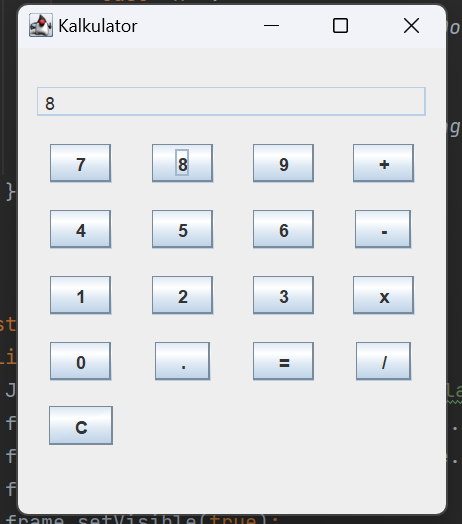 Kalkulator
8
7 8 9 +
4 5 6 -
1 2 3 x
0 . = /
C
}
frame.setVisible(true);